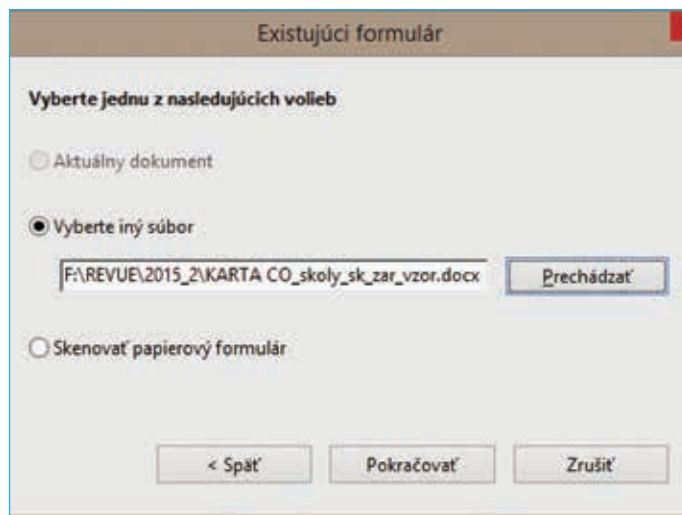 Existujúci formulár
Vyberte jednu z nasledujúcich volieb
Aktuálny dokument
Vyberte iný súbor
F:\REVUE\2015_2\KARTA CO_skoly_sk_zar_vzor.docx
Prechádzať
Skenovať papierový formulár
< Späť Pokračovať Zrušiť